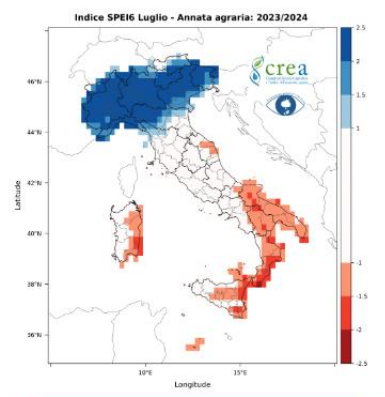 Indice SPEI6 Luglio - Annata agraria: 2023/2024
crea
46°N
44°N
42°N
40°N
38°N
36°N
Latitude
10°E
15°E
Longitude
2.5
2
1.5
1
-1
-1.5
-2
-2.5